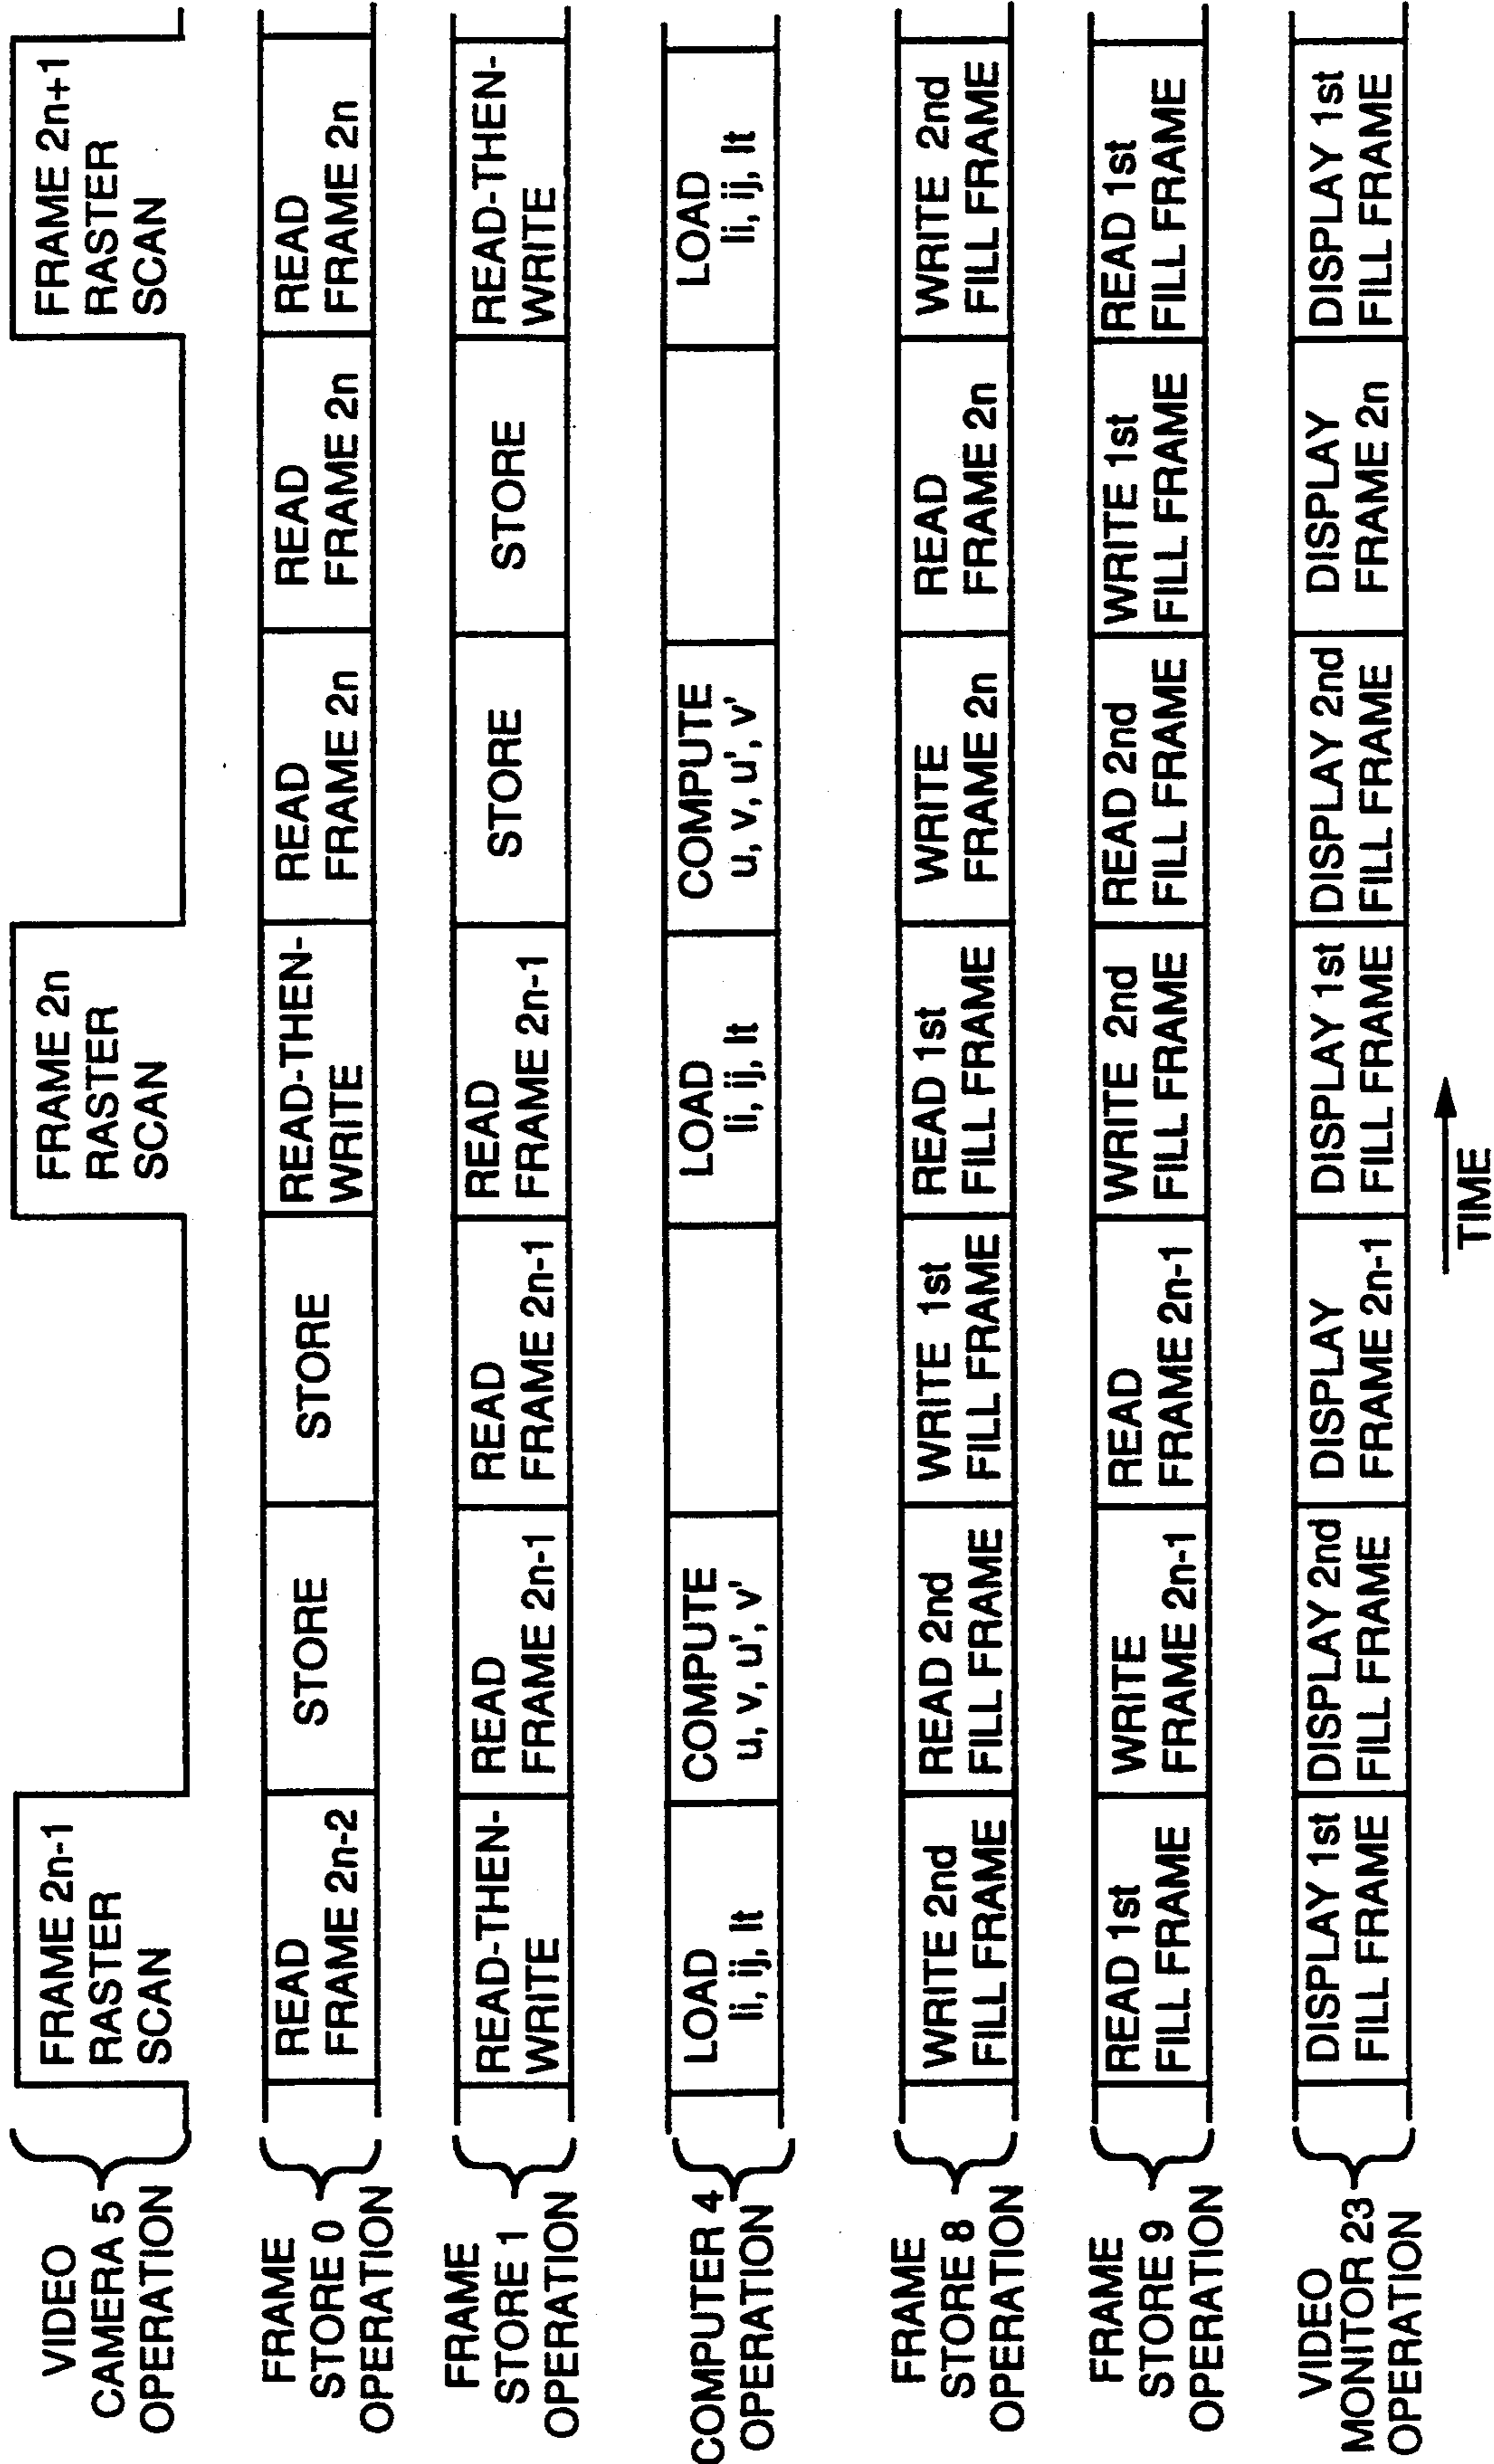 VIDEO
CAMERA 5
OPERATION
FRAME 2n-1
RASTER
SCAN
FRAME 2n
RASTER
SCAN
FRAME 2n+1
RASTER
SCAN
FRAME
STORE 0
OPERATION
READ
FRAME 2n-2
STORE
STORE
READ-THEN-
WRITE
READ
FRAME 2n
READ
FRAME 2n
READ
FRAME 2n
FRAME
STORE 1
OPERATION
READ-THEN-
WRITE
READ
FRAME 2n-1
READ
FRAME 2n-1
READ
FRAME 2n-1
STORE
STORE
READ-THEN-
WRITE
COMPUTER 4
OPERATION
LOAD
Ii, Ij, It
COMPUTE
u, v, u', v'
LOAD
Ii, Ij, It
COMPUTE
u, v, u', v'
LOAD
Ii, Ij, It
FRAME
STORE 8
OPERATION
WRITE 2nd
FILL FRAME
READ 2nd
FILL FRAME
WRITE 1st
FILL FRAME
READ 1st
FILL FRAME
WRITE
FRAME 2n
READ
FRAME 2n
WRITE 2nd
FILL FRAME
FRAME
STORE 9
OPERATION
READ 1st
FILL FRAME
WRITE
FRAME 2n-1
READ
FRAME 2n-1
WRITE 2nd
FILL FRAME
READ 2nd
FILL FRAME
WRITE 1st
FILL FRAME
READ 1st
FILL FRAME
VIDEO
MONITOR 23
OPERATION
DISPLAY 1st
FILL FRAME
DISPLAY 2nd
FILL FRAME
DISPLAY
FRAME 2n-1
DISPLAY 1st
FILL FRAME
DISPLAY 2nd
FILL FRAME
DISPLAY
FRAME 2n
DISPLAY 1st
FILL FRAME
TIME